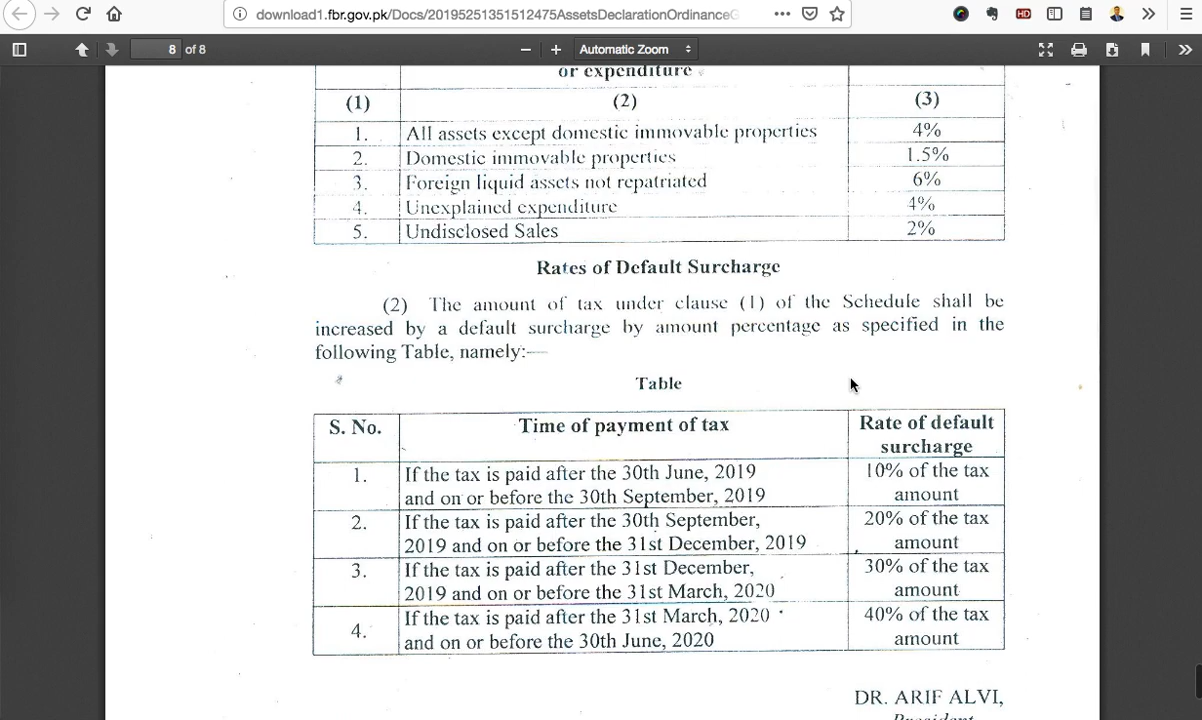 download1.fbr.gov.pk/Docs/20195251351512475AssetsDeclarationOrdinance
HD
8 of 8
Automatic Zoom
or expenditure
(1) (2) (3)
1. All assets except domestic immovable properties 4%
2. Domestic immovable properties 1.5%
3. Foreign liquid assets not repatriated 6%
4. Unexplained expenditure 4%
5. Undisclosed Sales 2%
Rates of Default Surcharge
(2) The amount of tax under clause (1) of the Schedule shall be
increased by a default surcharge by amount percentage as specified in the
following Table, namely:—
Table
S. No. Time of payment of tax Rate of default
surcharge
1. If the tax is paid after the 30th June, 2019 10% of the tax
and on or before the 30th September, 2019 amount
2. If the tax is paid after the 30th September, 20% of the tax
2019 and on or before the 31st December, 2019 amount
3. If the tax is paid after the 31st December, 30% of the tax
2019 and on or before the 31st March, 2020 amount
4. If the tax is paid after the 31st March, 2020 40% of the tax
and on or before the 30th June, 2020 amount
DR. ARIF ALVI,
President